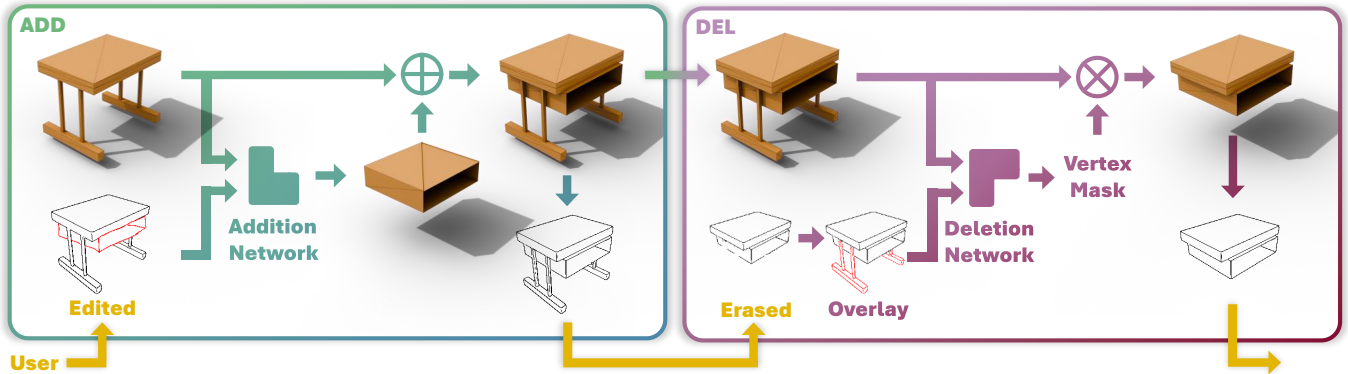 ADD
Addition
Network
Edited
User
DEL
Vertex
Mask
Deletion
Network
Erased
Overlay